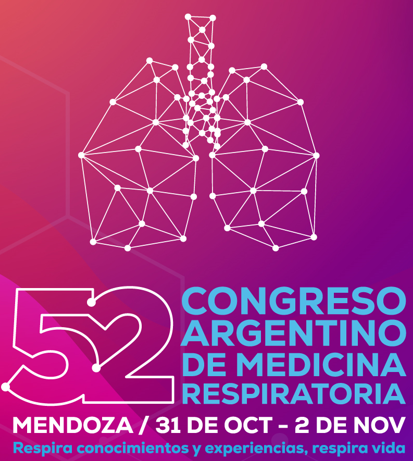 52 CONGRESO
ARGENTINO
DE MEDICINA
RESPIRATORIA
MENDOZA / 31 DE OCT - 2 DE NOV
Respira conocimientos y experiencias, respira vida